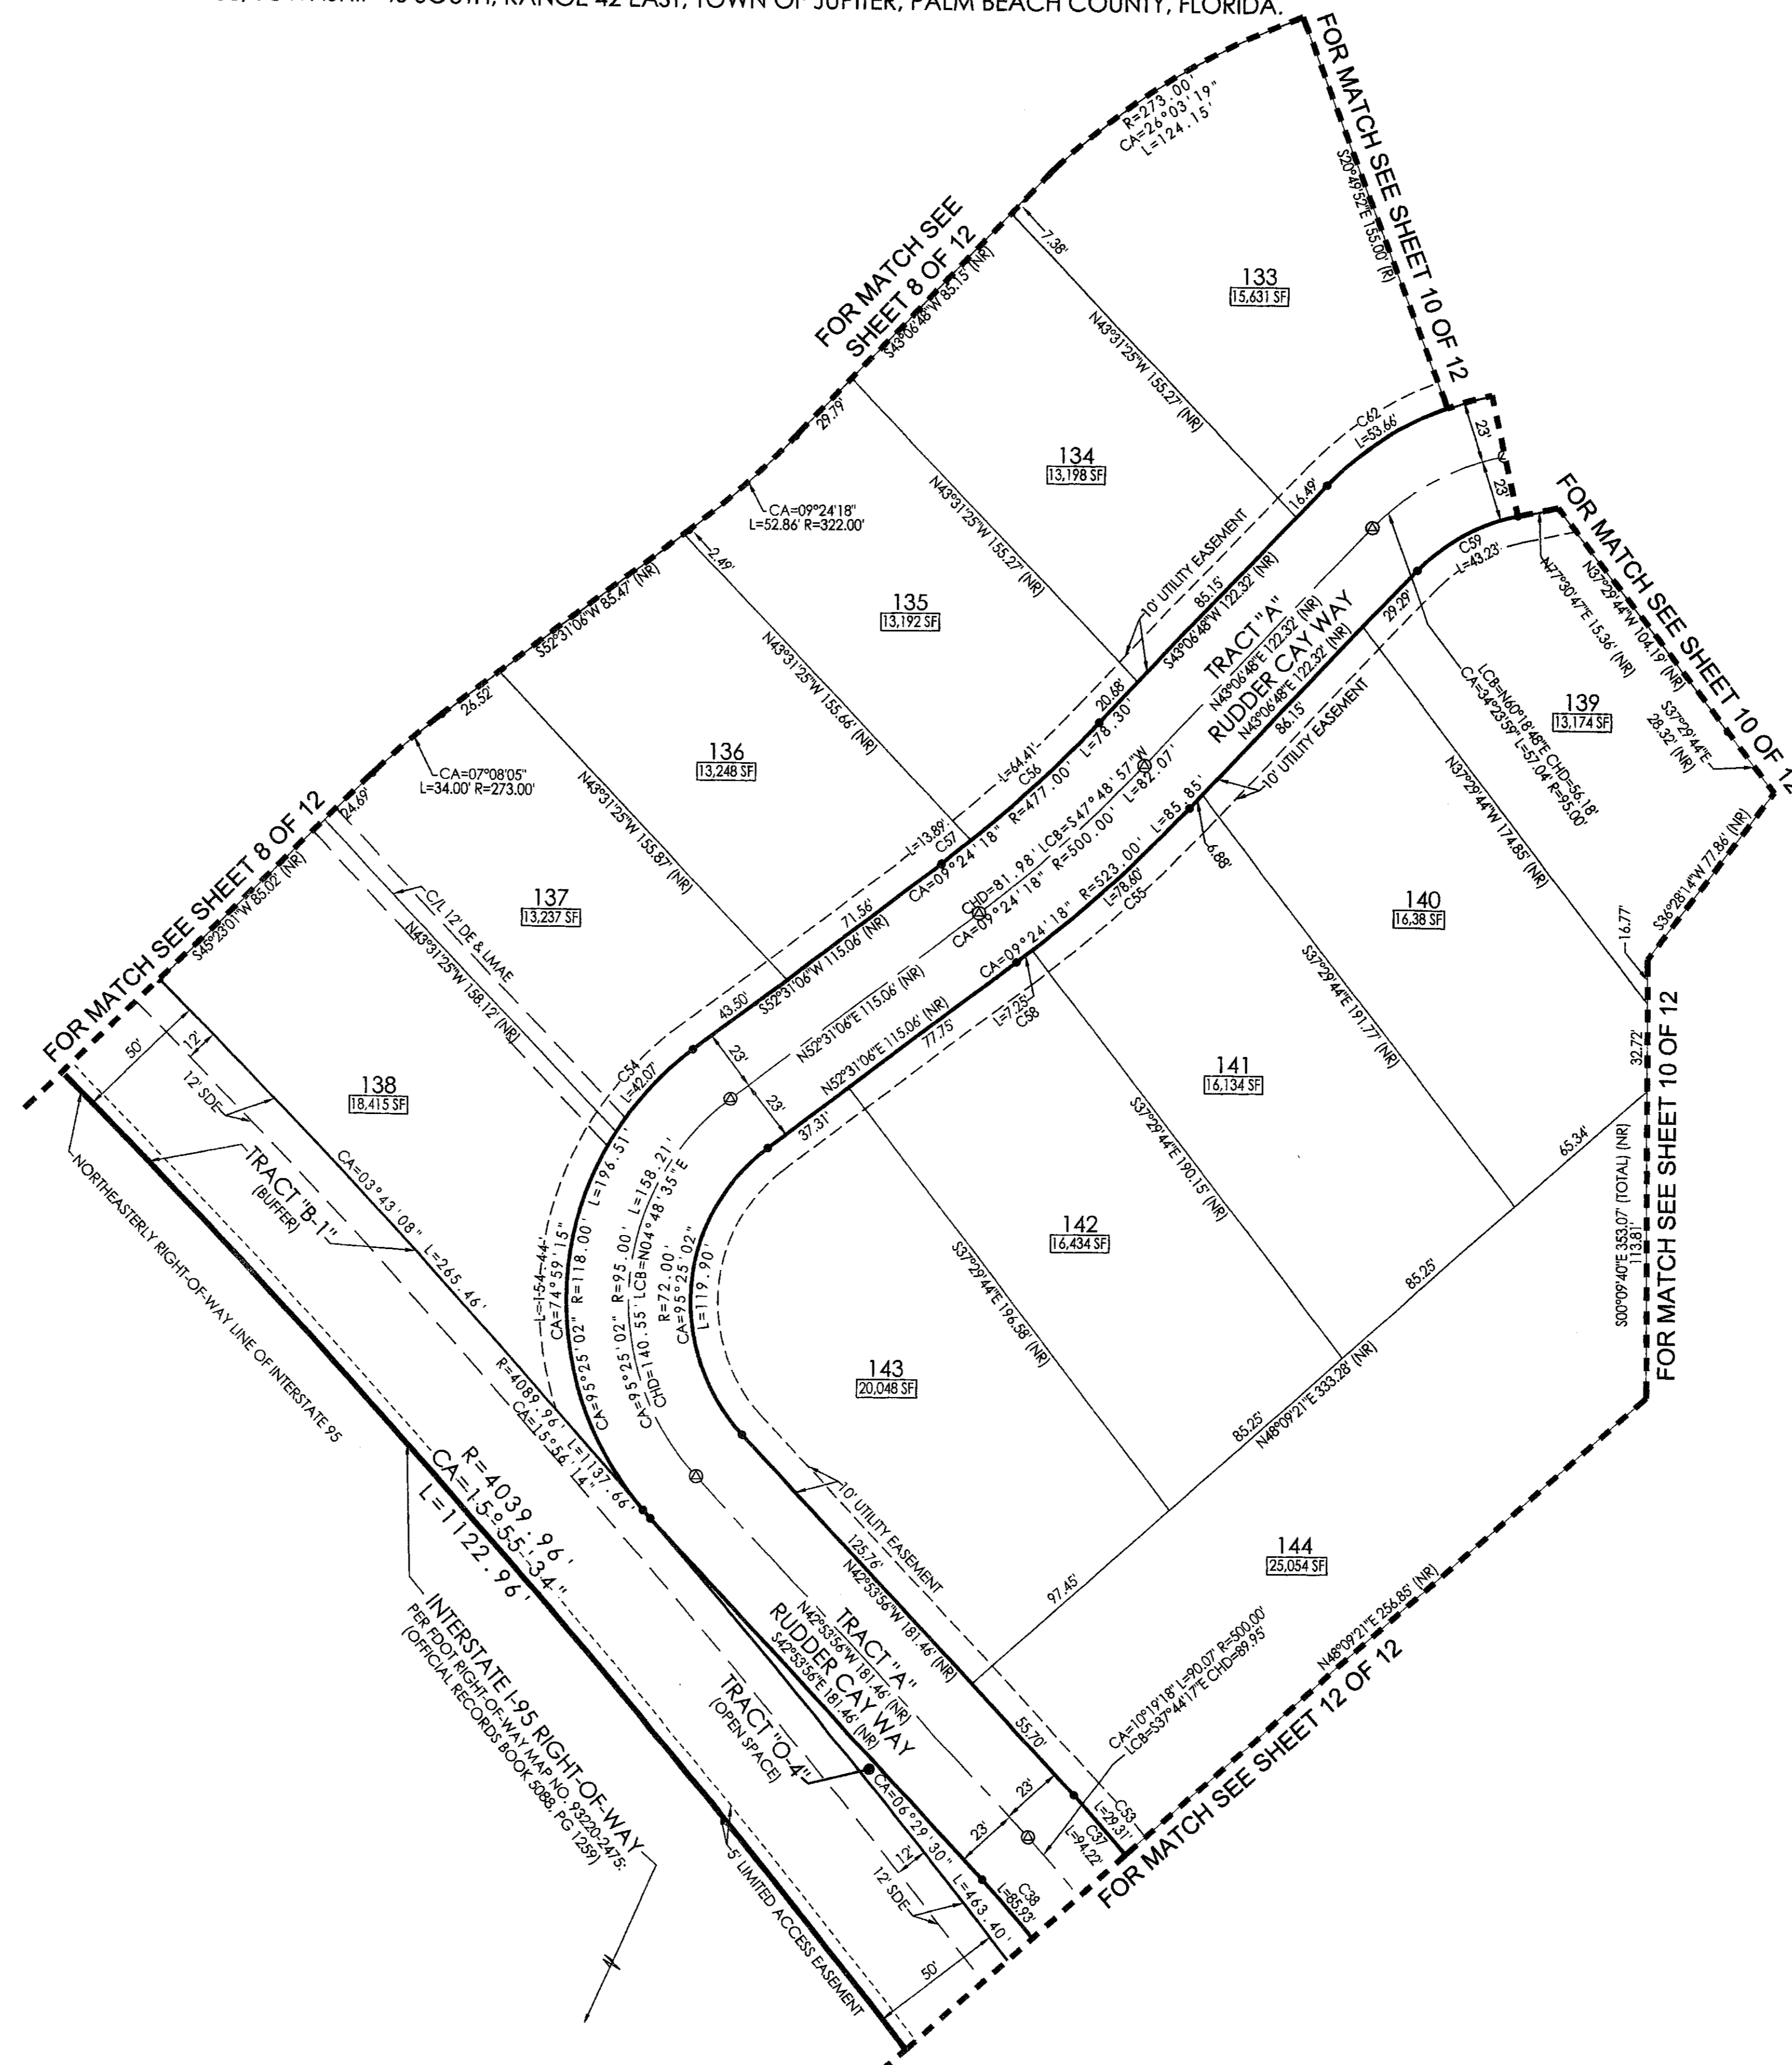 RANGE 42 EAST, TOWN OF JUPITER, PALM BEACH COUNTY, FLORIDA.
FOR MATCH SEE SHEET 10 OF 12
R=273.00'
CA=26°03'19"
L=124.15'
S20°49'52"E 155.00' (R)
FOR MATCH SEE
SHEET 8 OF 12
S43°06'48"W 85.15' (NR)
7.38'
133
15,631 SF
N43°31'25"W 155.27' (NR)
29.79'
134
13,198 SF
N43°31'25"W 155.27' (NR)
C62
L=53.66'
16.49'
23'
23'
CA=09°24'18"
L=52.86' R=322.00'
2.49'
135
13,192 SF
N43°31'25"W 155.66' (NR)
10' UTILITY EASEMENT
85.15'
S43°06'48"W 122.32' (NR)
TRACT "A"
N43°06'48"E 122.32' (NR)
RUDDER CAY WAY
N43°06'48"E 122.32' (NR)
86.15'
29.29'
C59
L=43.23'
10' UTILITY EASEMENT
FOR MATCH SEE SHEET 10 OF 12
N77°30'47"E 15.36' (NR)
N37°29'44"W 104.19' (NR)
139
13,174 SF
S37°29'44"E
28.32' (NR)
LCB=N60°18'48"E CHD=56.18'
CA=34°23'59" L=57.04' R=95.00'
S52°31'06"W 85.47' (NR)
26.52'
136
13,248 SF
N43°31'25"W 155.87' (NR)
20.68'
L=78.30'
L=64.41'
C56
CA=09°24'18" R=477.00'
L=13.89'
C57
CHD=81.98' LCB=S47°48'57"W
CA=09°24'18" R=500.00' L=82.07'
CA=09°24'18" R=523.00' L=85.85'
L=78.60'
C55
6.88'
N37°29'44"W 174.85' (NR)
140
16,38 SF
S36°28'14"W 77.86' (NR)
16.77'
CA=07°08'05"
L=34.00' R=273.00'
24.69'
FOR MATCH SEE SHEET 8 OF 12
S45°23'01"W 85.02' (NR)
C/L 12' DE & LMAE
N43°31'25"W 158.12' (NR)
137
13,237 SF
71.56'
S52°31'06"W 115.06' (NR)
43.50'
N52°31'06"E 115.06' (NR)
N52°31'06"E 115.06' (NR)
77.75'
L=7.25'
C58
37.31'
23'
23'
S37°29'44"E 191.77' (NR)
141
16,134 SF
S37°29'44"E 190.15' (NR)
32.72'
FOR MATCH SEE SHEET 10 OF 12
65.34'
S00°09'40"E 353.07' (TOTAL) (NR)
113.81'
50'
12'
12' SDE
138
18,415 SF
C54
L=42.07'
TRACT "B-1"
(BUFFER)
CA=03°43'08" L=265.46'
NORTHEASTERLY RIGHT-OF-WAY LINE OF INTERSTATE 95
L=154.44'
CA=74°59'15"
CA=95°25'02" R=118.00' L=196.51'
CA=95°25'02" R=95.00' L=158.21'
CHD=140.55' LCB=N04°48'35"E
R=72.00'
CA=95°25'02"
L=119.90'
142
16,434 SF
S37°29'44"E 196.58' (NR)
143
20,048 SF
85.25'
85.25'
N48°09'21"E 333.28' (NR)
R=4089.96' L=1137.66'
CA=15°56'14"
R=4039.96'
CA=15°55'34"
L=1122.96'
10' UTILITY EASEMENT
125.76'
N42°53'56"W 181.46' (NR)
97.45'
144
25,054 SF
TRACT "A"
N42°53'56"W 181.46' (NR)
RUDDER CAY WAY
S42°53'56"E 181.46' (NR)
TRACT "O-4"
(OPEN SPACE)
INTERSTATE I-95 RIGHT-OF-WAY
PER FDOT RIGHT-OF-WAY MAP NO. 93220-2475:
(OFFICIAL RECORDS BOOK 5088, PG 1259)
CA=10°19'18" L=90.07' R=500.00'
LCB=S37°44'17"E CHD=89.95'
N48°09'21"E 256.85' (NR)
FOR MATCH SEE SHEET 12 OF 12
55.70'
23'
23'
C53
L=29.31'
C37
L=94.22'
CA=06°29'30" L=463.40'
12'
12' SDE
C38
L=85.93'
5' LIMITED ACCESS EASEMENT
50'